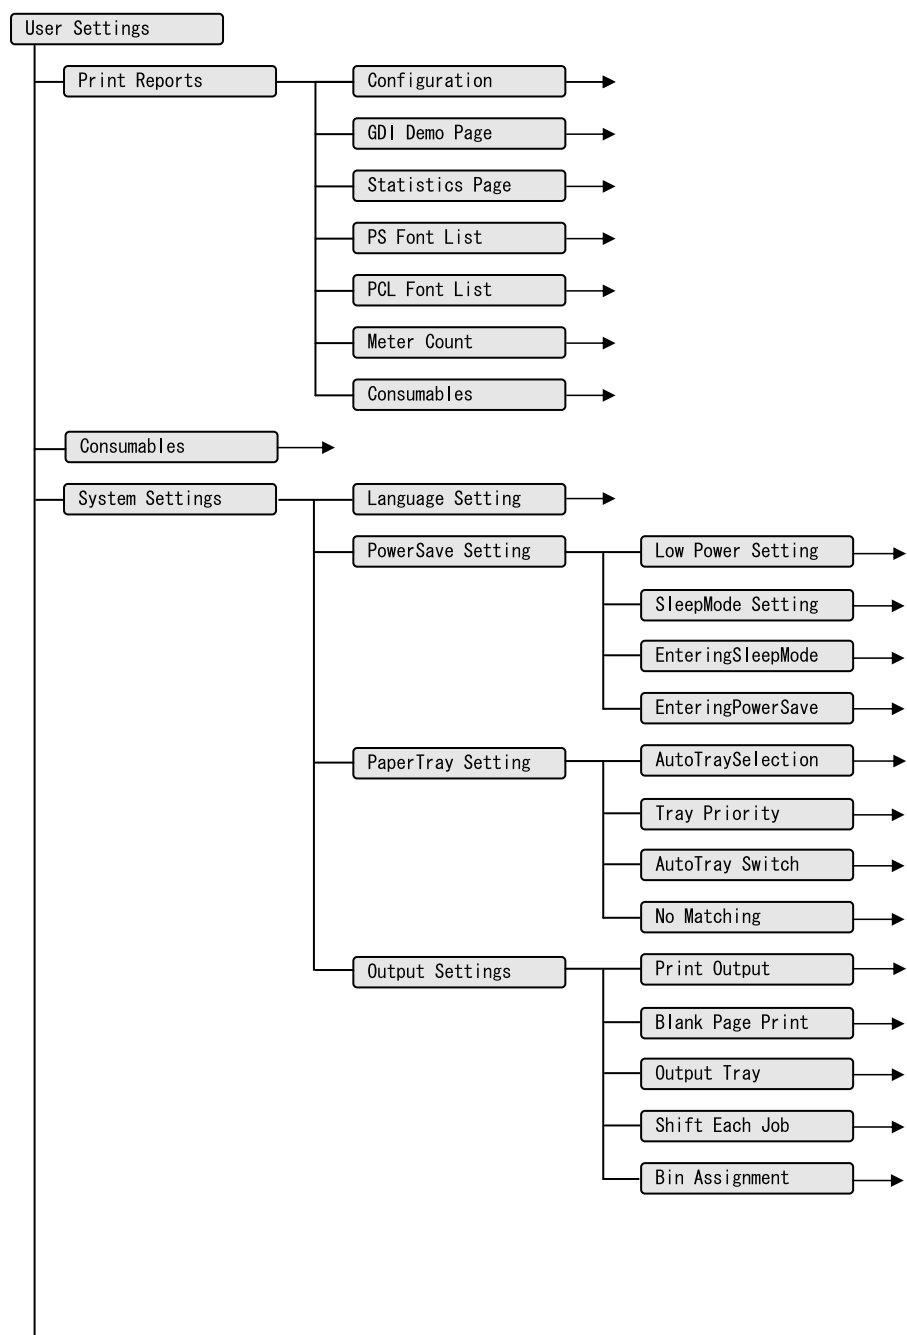 User Settings
Print Reports
Configuration
GDI Demo Page
Statistics Page
PS Font List
PCL Font List
Meter Count
Consumables
Consumables
System Settings
Language Setting
PowerSave Setting
Low Power Setting
SleepMode Setting
EnteringSleepMode
EnteringPowerSave
PaperTray Setting
AutoTraySelection
Tray Priority
AutoTray Switch
No Matching
Output Settings
Print Output
Blank Page Print
Output Tray
Shift Each Job
Bin Assignment